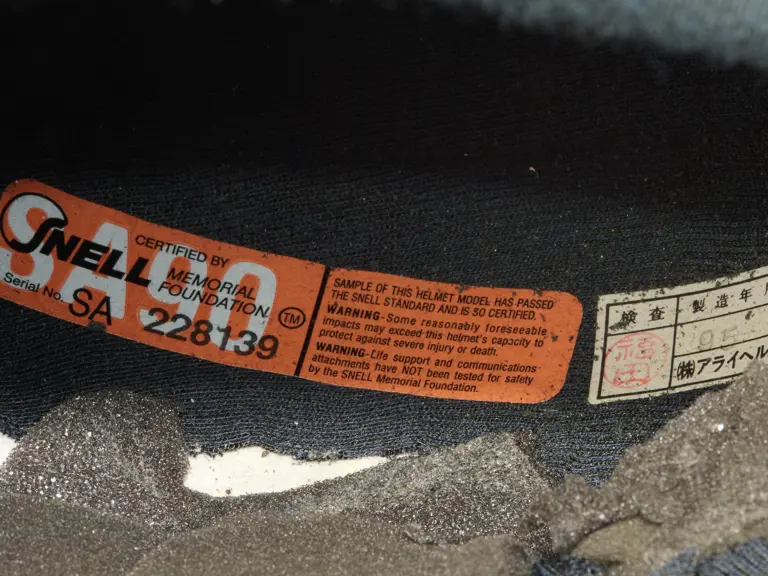 SA90
SNELL
CERTIFIED BY
MEMORIAL
FOUNDATION
TM
Serial No. SA 228139
SAMPLE OF THIS HELMET MODEL HAS PASSED
THE SNELL STANDARD AND IS SO CERTIFIED.
WARNING-Some reasonably foreseeable
impacts may exceed this helmet's capacity to
protect against severe injury or death.
WARNING-Life support and communications
attachments have NOT been tested for safety
by the SNELL Memorial Foundation.
検査 製造年
福田
(株)アライヘル